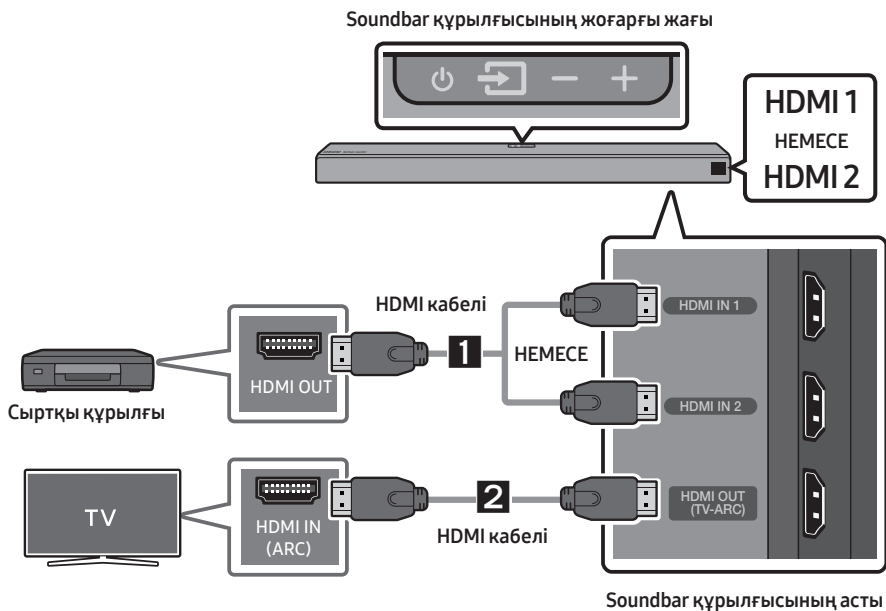 Soundbar құрылғысының жоғарғы жағы
HDMI 1
НЕМЕСЕ
HDMI 2
HDMI кабелі
HDMI IN 1
1
НЕМЕСЕ
HDMI OUT
Сыртқы құрылғы
HDMI IN 2
TV
HDMI IN
(ARC)
2
HDMI кабелі
HDMI OUT
(TV-ARC)
Soundbar құрылғысының асты